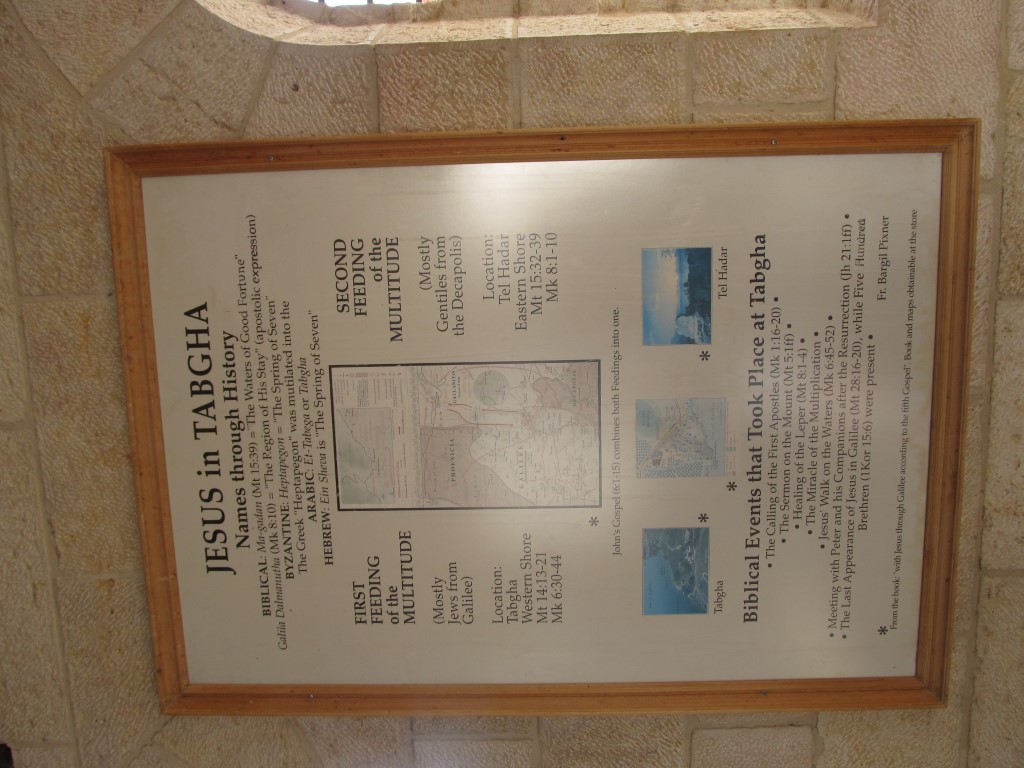 JESUS in TABGHA
Names through History
BIBLICAL: Ma-gadan (Mt 15:39) = "The Waters of Good Fortune"
Galila Dalmanutha (Mk 8:10) = "The Region of His Stay" (apostolic expression)
BYZANTINE: Heptapegon = "The Spring of Seven"
The Greek "Heptapegon" was mutilated into the
ARABIC: Et-Tabega or Tabgha
HEBREW: Ein Sheva is "The Spring of Seven"
FIRST
FEEDING
of the
MULTITUDE
(Mostly
Jews from
Galilee)
Location:
Tabgha
Western Shore
Mt 14:13-21
Mk 6:30-44
PHOENICIA
GALILEE
SECOND
FEEDING
of the
MULTITUDE
(Mostly
Gentiles from
the Decapolis)
Location:
Tel Hadar
Eastern Shore
Mt 15:32-39
Mk 8:1-10
* John's Gospel (6:1-15) combines both Feedings into one.
Tabgha
*
*
*
Tel Hadar
Biblical Events that Took Place at Tabgha
• The Calling of the First Apostles (Mk 1:16-20) •
• The Sermon on the Mount (Mt 5:1ff) •
• Healing of the Leper (Mt 8:1-4) •
• The Miracle of the Multiplication •
• Jesus' Walk on the Waters (Mk 6:45-52) •
• Meeting with Peter and his Companions after the Resurrection (Jh 21:1ff) •
• The Last Appearance of Jesus in Galilee (Mt 28:16-20), while Five Hundred
Brethren (1Kor 15:6) were present •
Fr. Bargil Pixner
* From the book: "with Jesus through Galilee according to the fifth Gospel". Book and maps obtainable at the store